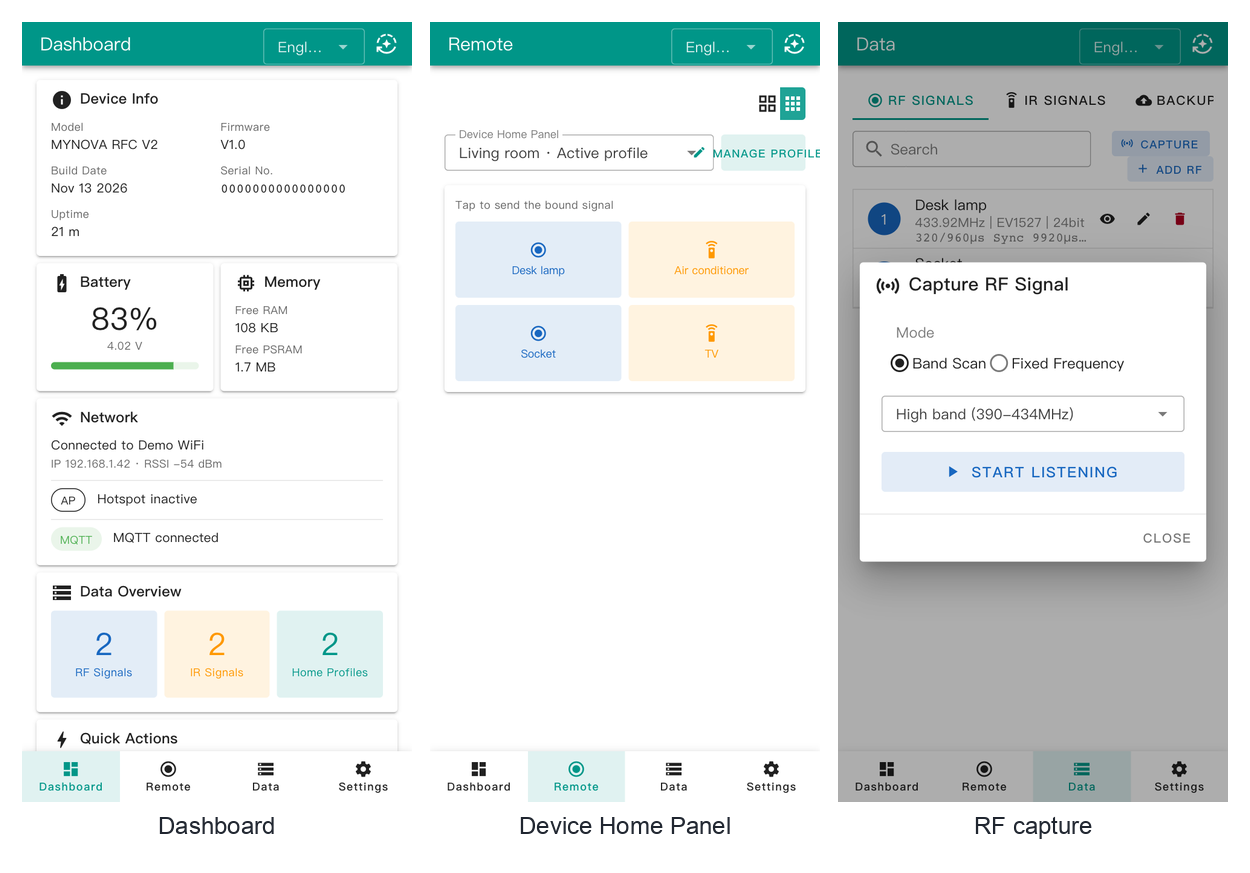 Dashboard
Engl...
Device Info
Model
MYNOVA RFC V2
Firmware
V1.0
Build Date
Nov 13 2026
Serial No.
0000000000000000
Uptime
21 m
Battery
83%
4.02 V
Memory
Free RAM
108 KB
Free PSRAM
1.7 MB
Network
Connected to Demo WiFi
IP 192.168.1.42 · RSSI -54 dBm
AP Hotspot inactive
MQTT MQTT connected
Data Overview
2
RF Signals
2
IR Signals
2
Home Profiles
Quick Actions
Dashboard Remote Data Settings
Dashboard
Remote
Engl...
Device Home Panel
Living room · Active profile
MANAGE PROFILE
Tap to send the bound signal
Desk lamp
Air conditioner
Socket
TV
Dashboard Remote Data Settings
Device Home Panel
Data
Engl...
RF SIGNALS IR SIGNALS BACKUP
Search
CAPTURE
+ ADD RF
1
Desk lamp
433.92MHz | EV1527 | 24bit
320/960μs Sync 9920μs…
Socket
Capture RF Signal
Mode
Band Scan Fixed Frequency
High band (390–434MHz)
START LISTENING
CLOSE
Dashboard Remote Data Settings
RF capture